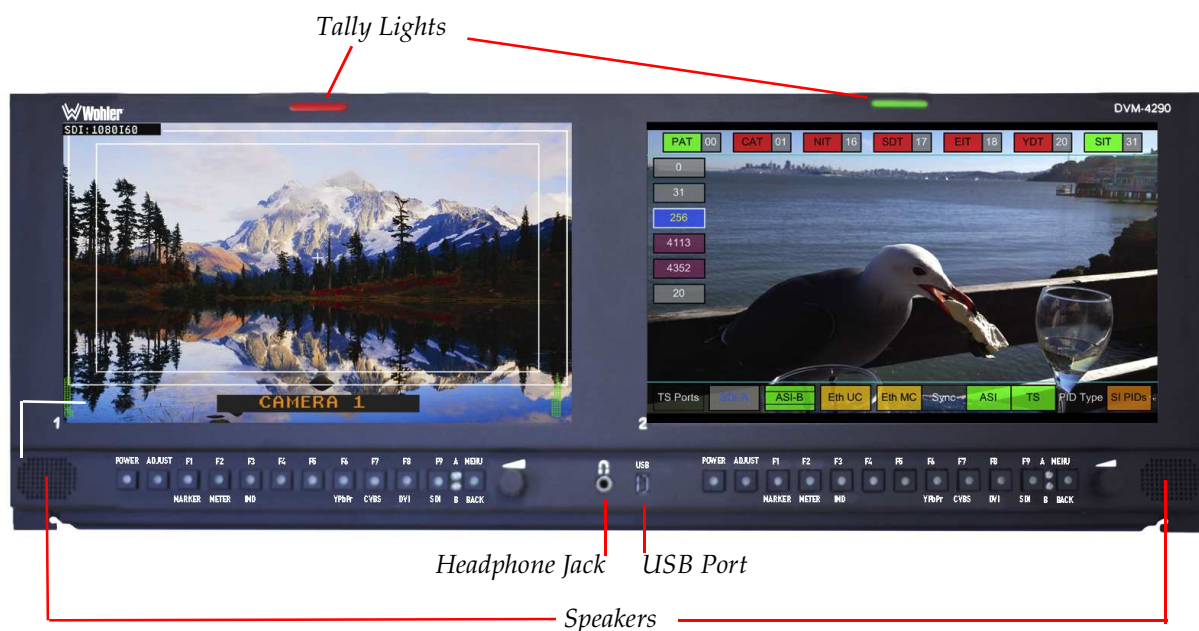 Tally Lights
Wohler
DVM-4290
SDI:1080I60
PAT 00 CAT 01 NIT 16 SDT 17 EIT 18 YDT 20 SIT 31
0
31
256
4113
4352
20
CAMERA 1
TS Ports SDI-A ASI-B Eth UC Eth MC Sync ASI TS PID Type SI PIDs
1
2
POWER ADJUST F1 F2 F3 F4 F5 F6 F7 F8 F9 A MENU
MARKER METER IND YPbPr CVBS DVI SDI B BACK
USB
POWER ADJUST F1 F2 F3 F4 F5 F6 F7 F8 F9 A MENU
MARKER METER IND YPbPr CVBS DVI SDI B BACK
Headphone Jack USB Port
Speakers